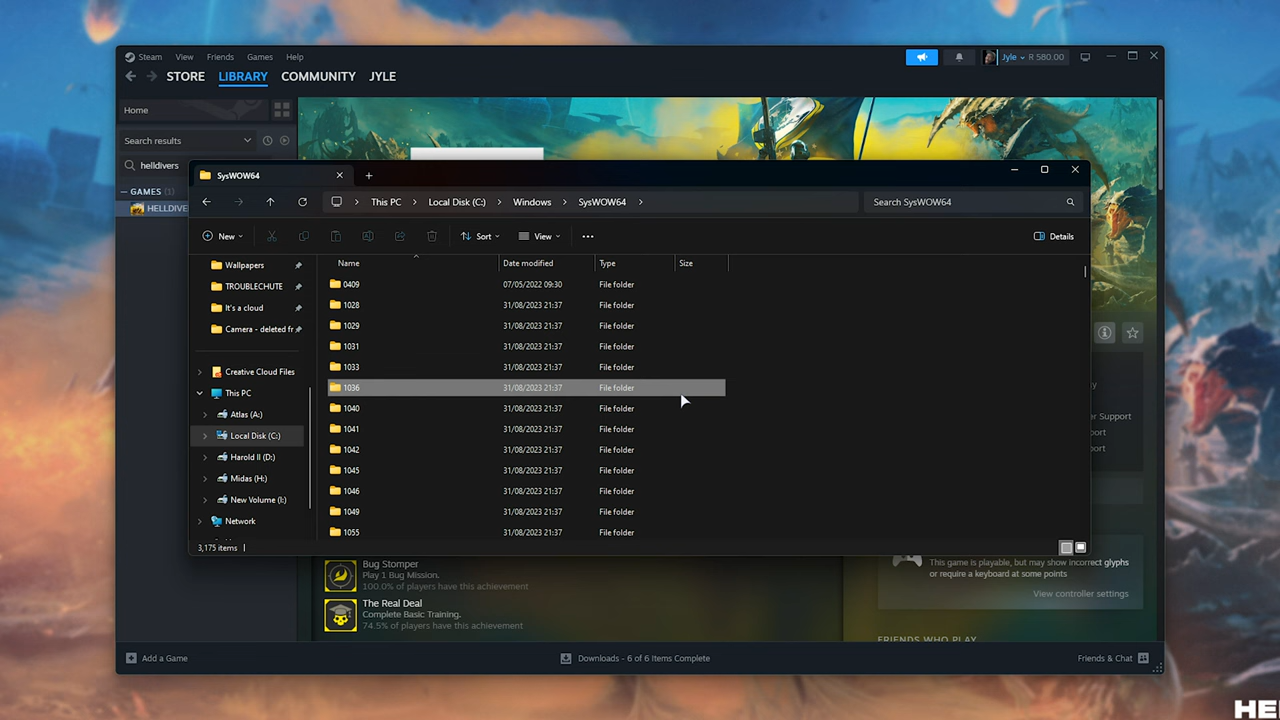 Steam View Friends Games Help
Jyle R 580.00
STORE LIBRARY COMMUNITY JYLE
Home
Search results
helldivers
GAMES (1)
HELLDIVE
SysWOW64
This PC > Local Disk (C:) > Windows > SysWOW64 >
Search SysWOW64
New Sort View ••• Details
Wallpapers
TROUBLECHUTE
It's a cloud
Camera - deleted fr
Creative Cloud Files
This PC
Atlas (A:)
Local Disk (C:)
Harold II (D:)
Midas (H:)
New Volume (I:)
Network
Name Date modified Type Size
0409 07/05/2022 09:30 File folder
1028 31/08/2023 21:37 File folder
1029 31/08/2023 21:37 File folder
1031 31/08/2023 21:37 File folder
1033 31/08/2023 21:37 File folder
1036 31/08/2023 21:37 File folder
1040 31/08/2023 21:37 File folder
1041 31/08/2023 21:37 File folder
1042 31/08/2023 21:37 File folder
1045 31/08/2023 21:37 File folder
1046 31/08/2023 21:37 File folder
1049 31/08/2023 21:37 File folder
1055 31/08/2023 21:37 File folder
3,175 items
y
r Support
port
ort
Bug Stomper
Play 1 Bug Mission.
100.0% of players have this achievement
The Real Deal
Complete Basic Training.
74.5% of players have this achievement
This game is playable, but may show incorrect glyphs
or require a keyboard at some points
View controller settings
FRIENDS WHO PLAY
Add a Game
Downloads - 6 of 6 Items Complete
Friends & Chat
HE